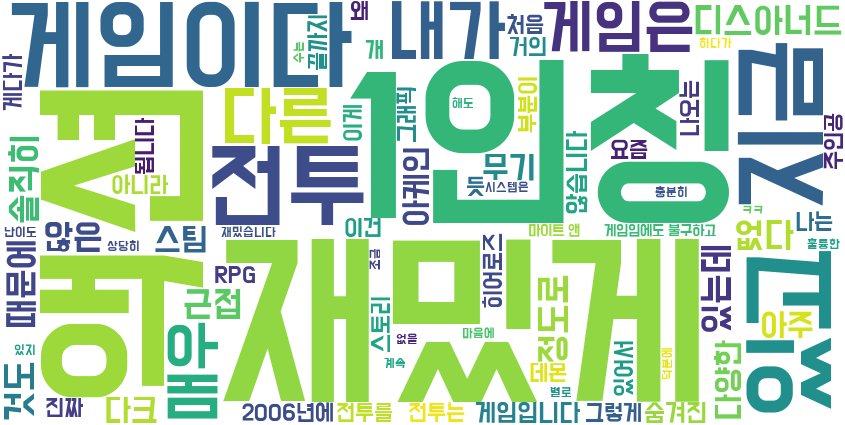 게임이다
왜
내가
처음
게임은
디스아너드
거의
하다가
수는
끝까지
개
게다가
다른
1인칭
이게
그래픽
해도
부분이
나오는
요즘
주인공
됩니다
솔직히
아니라
전투
아케인
무기
듯
시스템은
않습니다
충분히
ㅋㅋ
나는
없다
훌륭한
난이도
않은
상당히
스팀
재밌습니다
이건
마이트 앤
게임임에도 불구하고
때문에
RPG
근접
재밌게
조금
히어로즈
있는데
아주
스토리
없을
마음에
정도로
있지
매우
계속
데몬
있어서
덕분에
다양한
것도
진짜
다크
2006년에
전투를
전투는
게임입니다
그렇게
숨겨진
별로